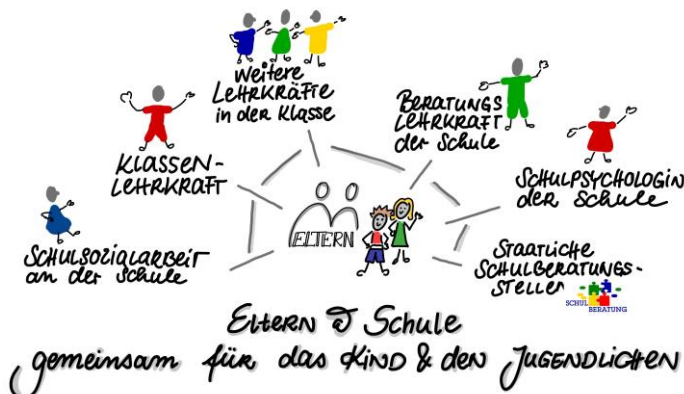 Weitere
Lehrkräfte
in der Klasse
Beratungs
Lehrkraft
der Schule
Klassen-
Lehrkraft
Schulpsychologin
der Schule
Eltern
Schulsozialarbeit
an der Schule
Staatliche
Schulberatungs-
stellen
SCHUL
BERATUNG
Eltern & Schule
gemeinsam für das Kind & den Jugendlichen